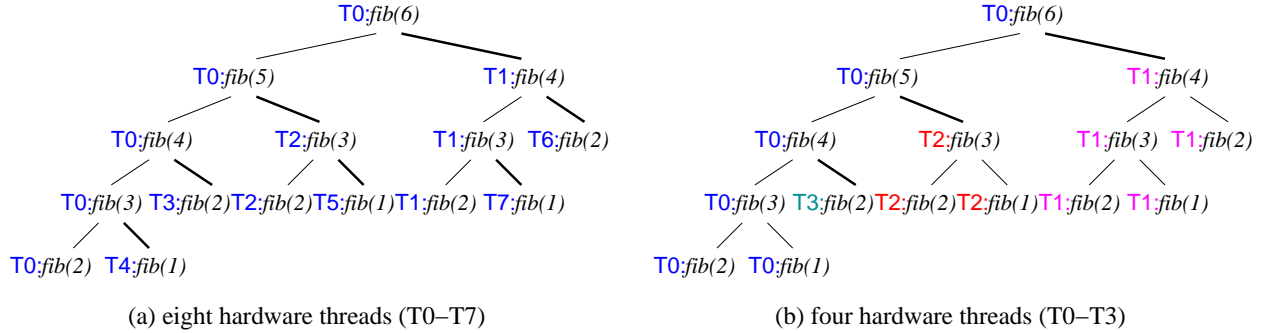 T0:fib(6) T0:fib(6)
T0:fib(5) T1:fib(4) T0:fib(5) T1:fib(4)
T0:fib(4) T2:fib(3) T1:fib(3) T6:fib(2) T0:fib(4) T2:fib(3) T1:fib(3) T1:fib(2)
T0:fib(3) T3:fib(2) T2:fib(2) T5:fib(1) T1:fib(2) T7:fib(1) T0:fib(3) T3:fib(2) T2:fib(2) T2:fib(1) T1:fib(2) T1:fib(1)
T0:fib(2) T4:fib(1) T0:fib(2) T0:fib(1)
(a) eight hardware threads (T0–T7) (b) four hardware threads (T0–T3)